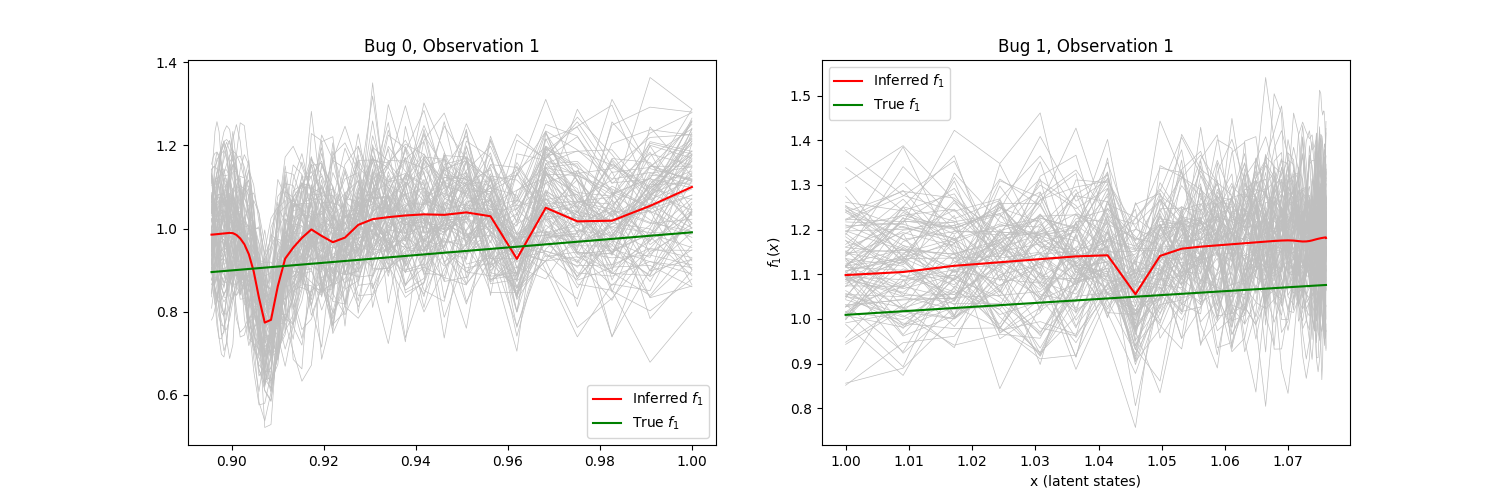 Bug 0, Observation 1
1.4
1.2
1.0
0.8
0.6
0.90 0.92 0.94 0.96 0.98 1.00
Inferred f₁
True f₁
Bug 1, Observation 1
f₁(x)
1.5
1.4
1.3
1.2
1.1
1.0
0.9
0.8
1.00 1.01 1.02 1.03 1.04 1.05 1.06 1.07
x (latent states)
Inferred f₁
True f₁